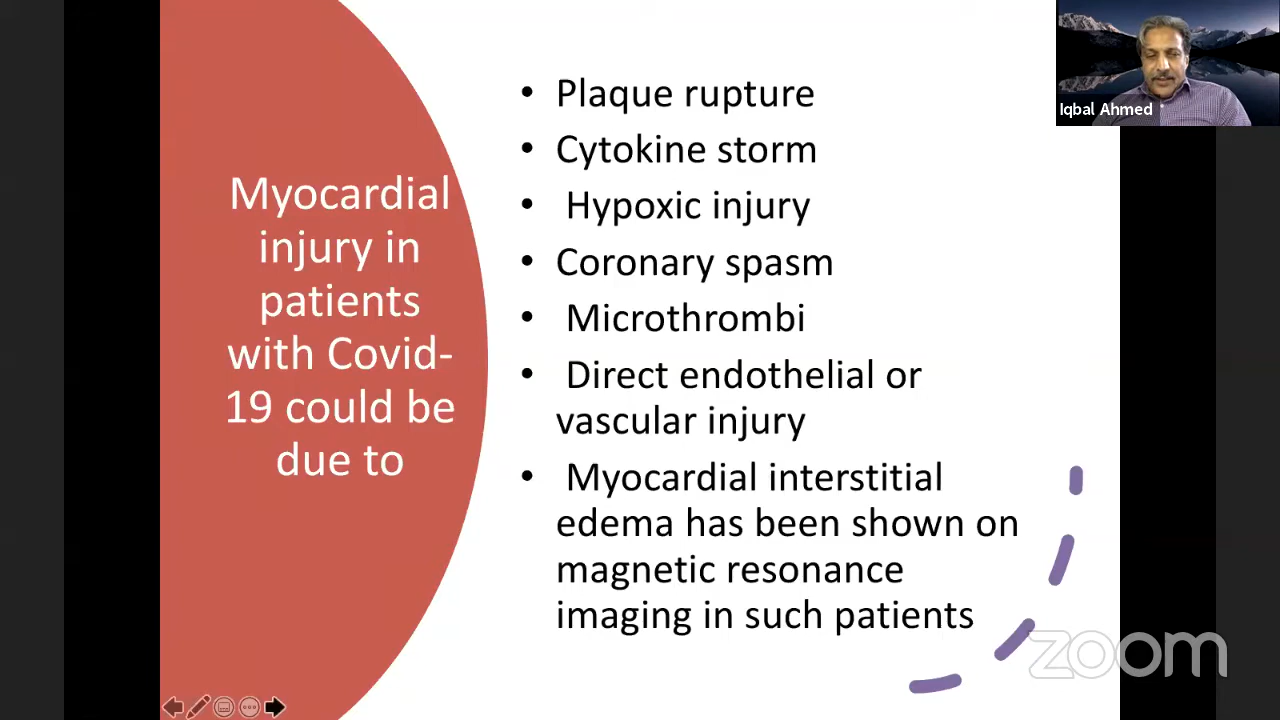 Myocardial
injury in
patients
with Covid-
19 could be
due to
• Plaque rupture
• Cytokine storm
• Hypoxic injury
• Coronary spasm
• Microthrombi
• Direct endothelial or
vascular injury
• Myocardial interstitial
edema has been shown on
magnetic resonance
imaging in such patients
Iqbal Ahmed
zoom